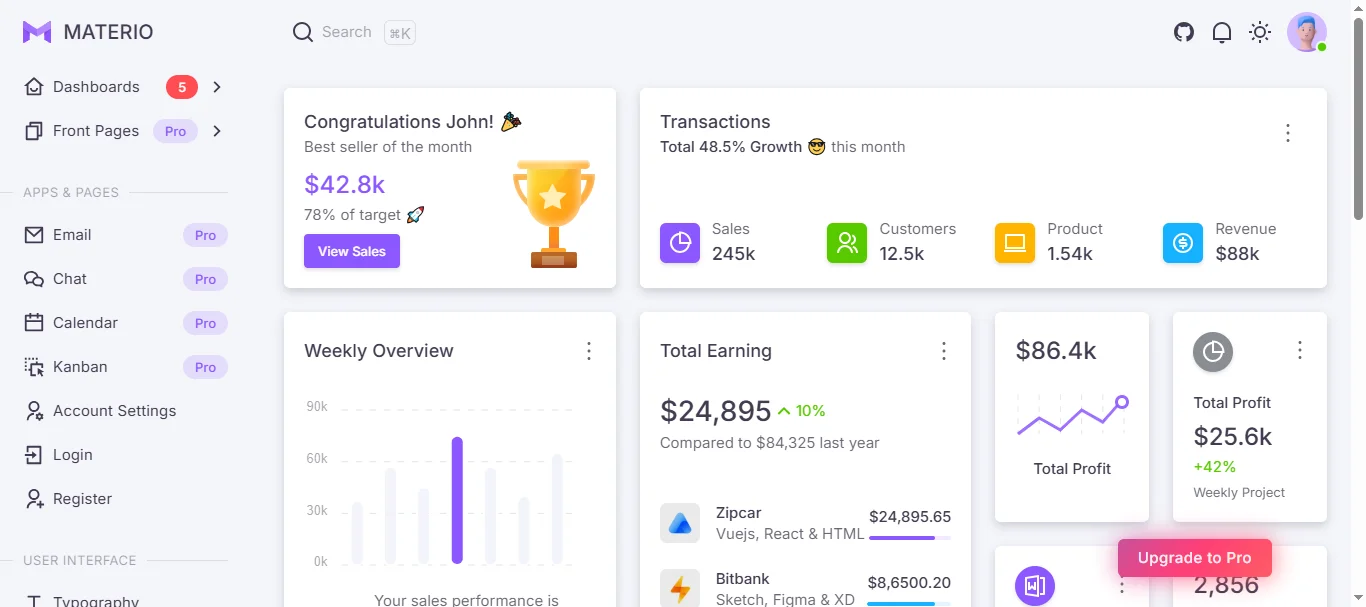 MATERIO
Search ⌘K
Dashboards 5
Front Pages Pro
APPS & PAGES
Email Pro
Chat Pro
Calendar Pro
Kanban Pro
Account Settings
Login
Register
USER INTERFACE
Typography
Congratulations John! 🎉
Best seller of the month
$42.8k
78% of target 🚀
View Sales
Transactions
Total 48.5% Growth 😎 this month
Sales
245k
Customers
12.5k
Product
1.54k
Revenue
$88k
Weekly Overview
90k
60k
30k
0k
Your sales performance is
Total Earning
$24,895 10%
Compared to $84,325 last year
Zipcar
Vuejs, React & HTML
$24,895.65
Bitbank
Sketch, Figma & XD
$8,6500.20
$86.4k
Total Profit
Total Profit
$25.6k
+42%
Weekly Project
Upgrade to Pro
2,856